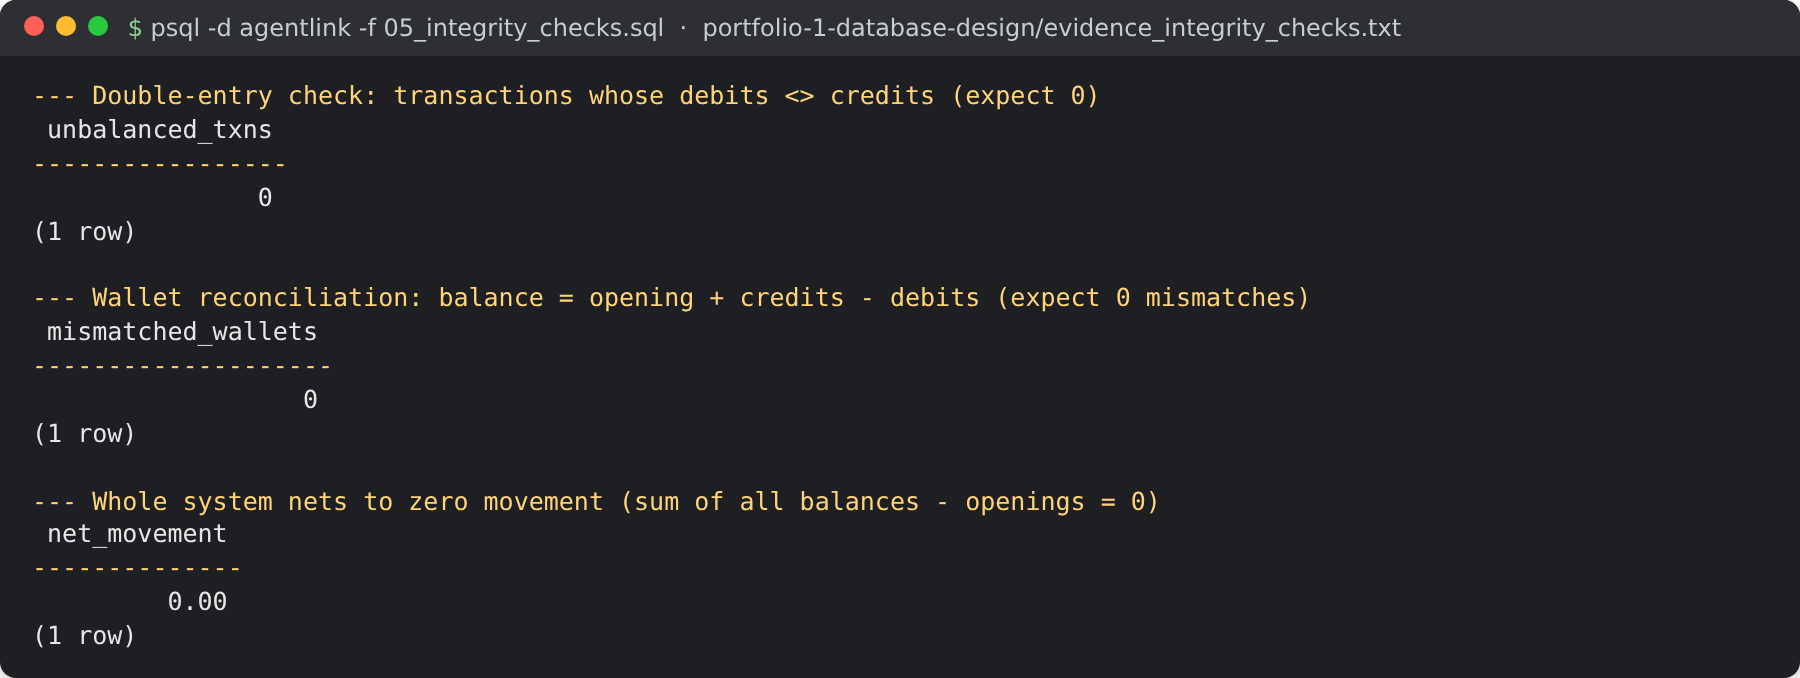 $ psql -d agentlink -f 05_integrity_checks.sql · portfolio-1-database-design/evidence_integrity_checks.txt
--- Double-entry check: transactions whose debits <> credits (expect 0)
 unbalanced_txns
-----------------
               0
(1 row)
--- Wallet reconciliation: balance = opening + credits - debits (expect 0 mismatches)
 mismatched_wallets
--------------------
                  0
(1 row)
--- Whole system nets to zero movement (sum of all balances - openings = 0)
 net_movement
--------------
         0.00
(1 row)